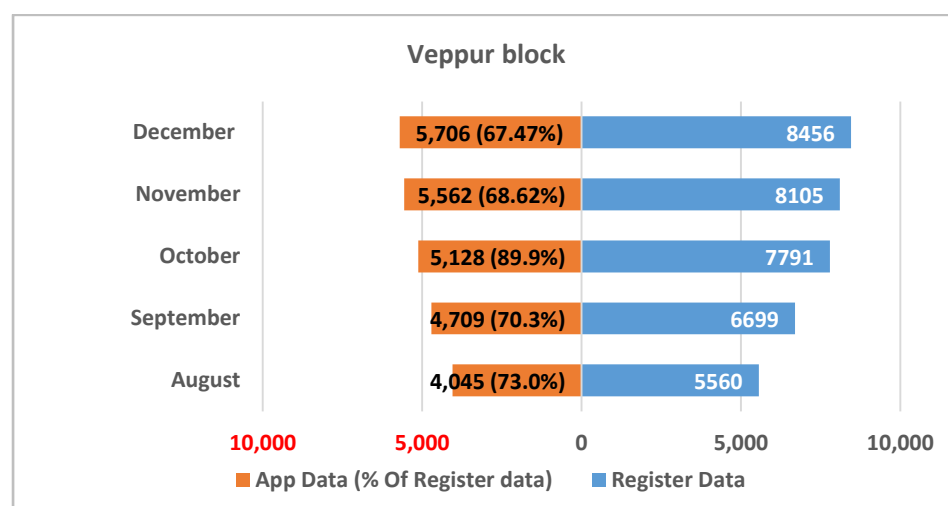 Veppur block
December 5,706 (67.47%) 8456
November 5,562 (68.62%) 8105
October 5,128 (89.9%) 7791
September 4,709 (70.3%) 6699
August 4,045 (73.0%) 5560
10,000 5,000 0 5,000 10,000
App Data (% Of Register data) Register Data